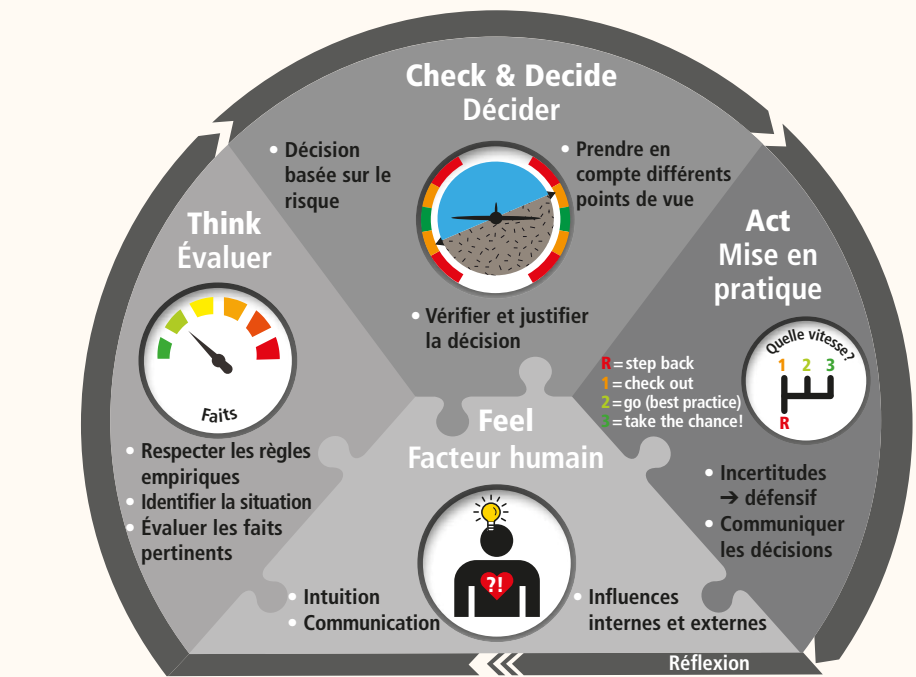 Check & Decide
Décider
• Décision
basée sur le
risque
• Prendre en
compte différents
points de vue
• Vérifier et justifier
la décision
Think
Évaluer
Faits
• Respecter les règles
empiriques
• Identifier la situation
• Évaluer les faits
pertinents
Act
Mise en
pratique
Quelle vitesse?
1 2 3
R
R = step back
1 = check out
2 = go (best practice)
3 = take the chance!
• Incertitudes
➔ défensif
• Communiquer
les décisions
Feel
Facteur humain
?!
• Intuition
• Communication
• Influences
internes et externes
Réflexion